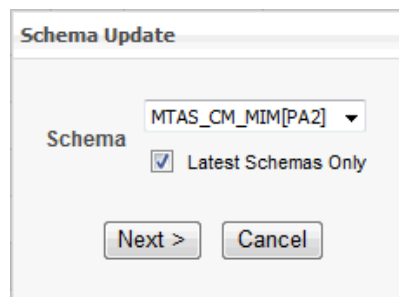 Schema Update
MTAS_CM_MIM[PA2]
Schema
Latest Schemas Only
Next >
Cancel